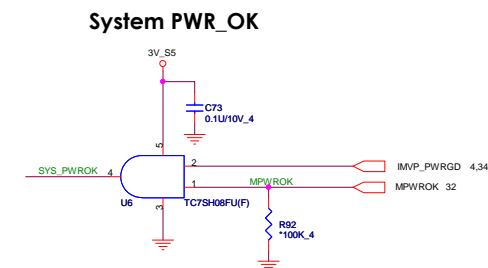 System PWR_OK
3V_S5
C73
0.1U/10V_4
5
SYS_PWROK 4
2 IMVP_PWRGD 4,34
1 MPWROK MPWROK 32
U6 TC7SH08FU(F)
3
R92
*100K_4